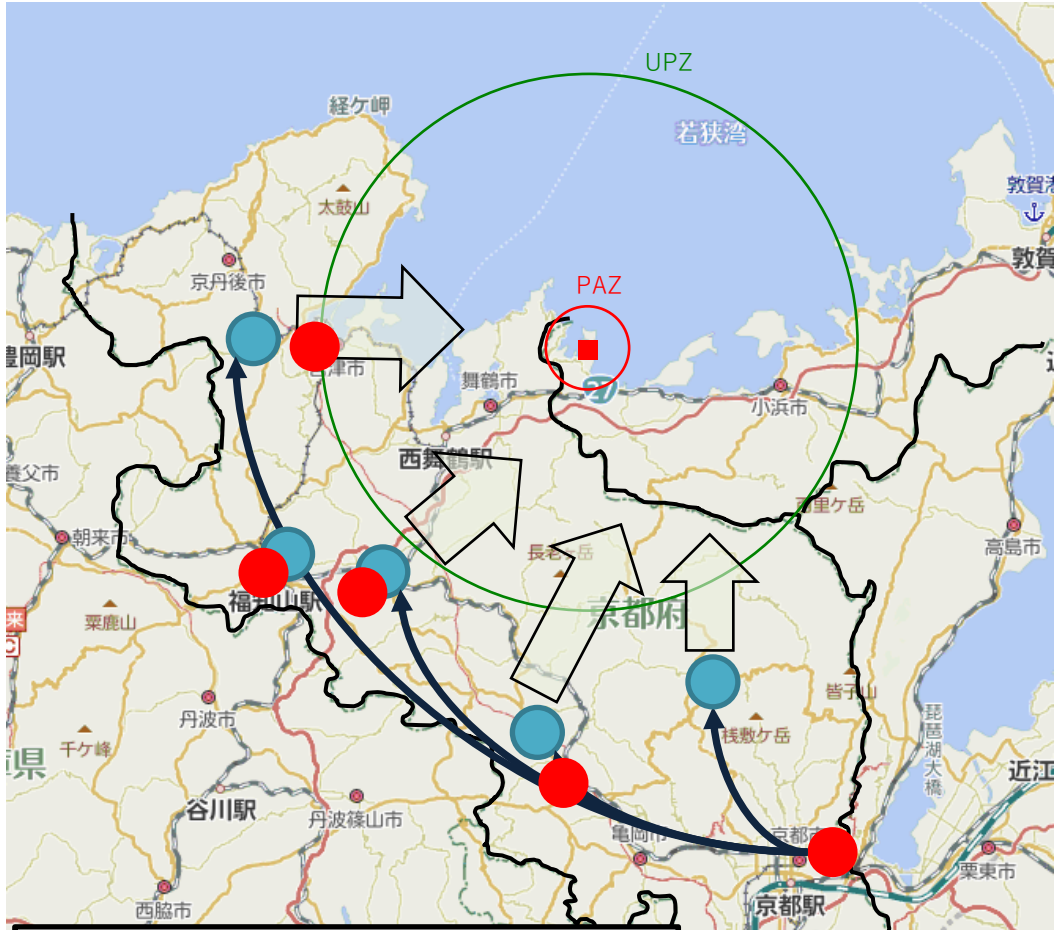 UPZ
経ケ岬
若狭湾
敦賀港
太鼓山
敦賀
京丹後市
PAZ
豊岡駅
宮津市
舞鶴市
27
小浜市
西舞鶴駅
養父市
百里ケ岳
朝来市
高島市
長老ケ岳
福知山駅
京都府
粟鹿山
皆子山
丹波市
桟敷ケ岳
琵琶湖大橋
千ケ峰
県
近江
谷川駅
丹波篠山市
亀岡市
京都市
栗東市
西脇市
京都駅